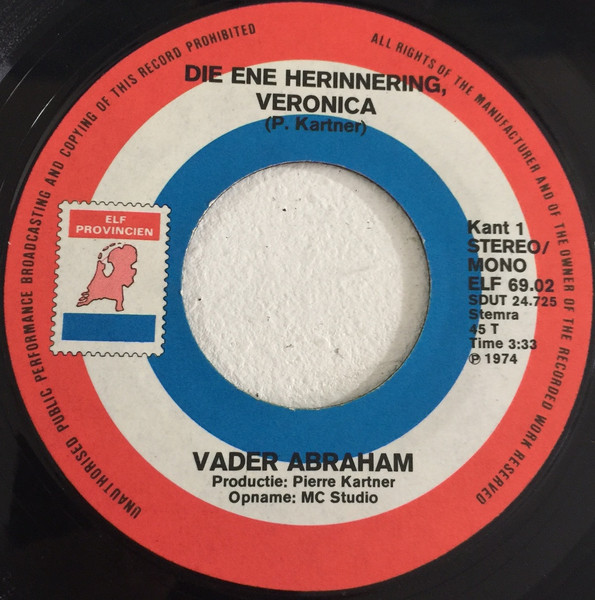 UNAUTHORISED PUBLIC PERFORMANCE BROADCASTING AND COPYING OF THIS RECORD PROHIBITED
ALL RIGHTS OF THE MANUFACTURER AND OF THE OWNER OF THE RECORDED WORK RESERVED
DIE ENE HERINNERING,
VERONICA
(P. Kartner)
ELF
PROVINCIEN
Kant 1
STEREO/
MONO
ELF 69.02
SDUT 24.725
Stemra
45 T
Time 3:33
Ⓟ 1974
VADER ABRAHAM
Productie: Pierre Kartner
Opname: MC Studio